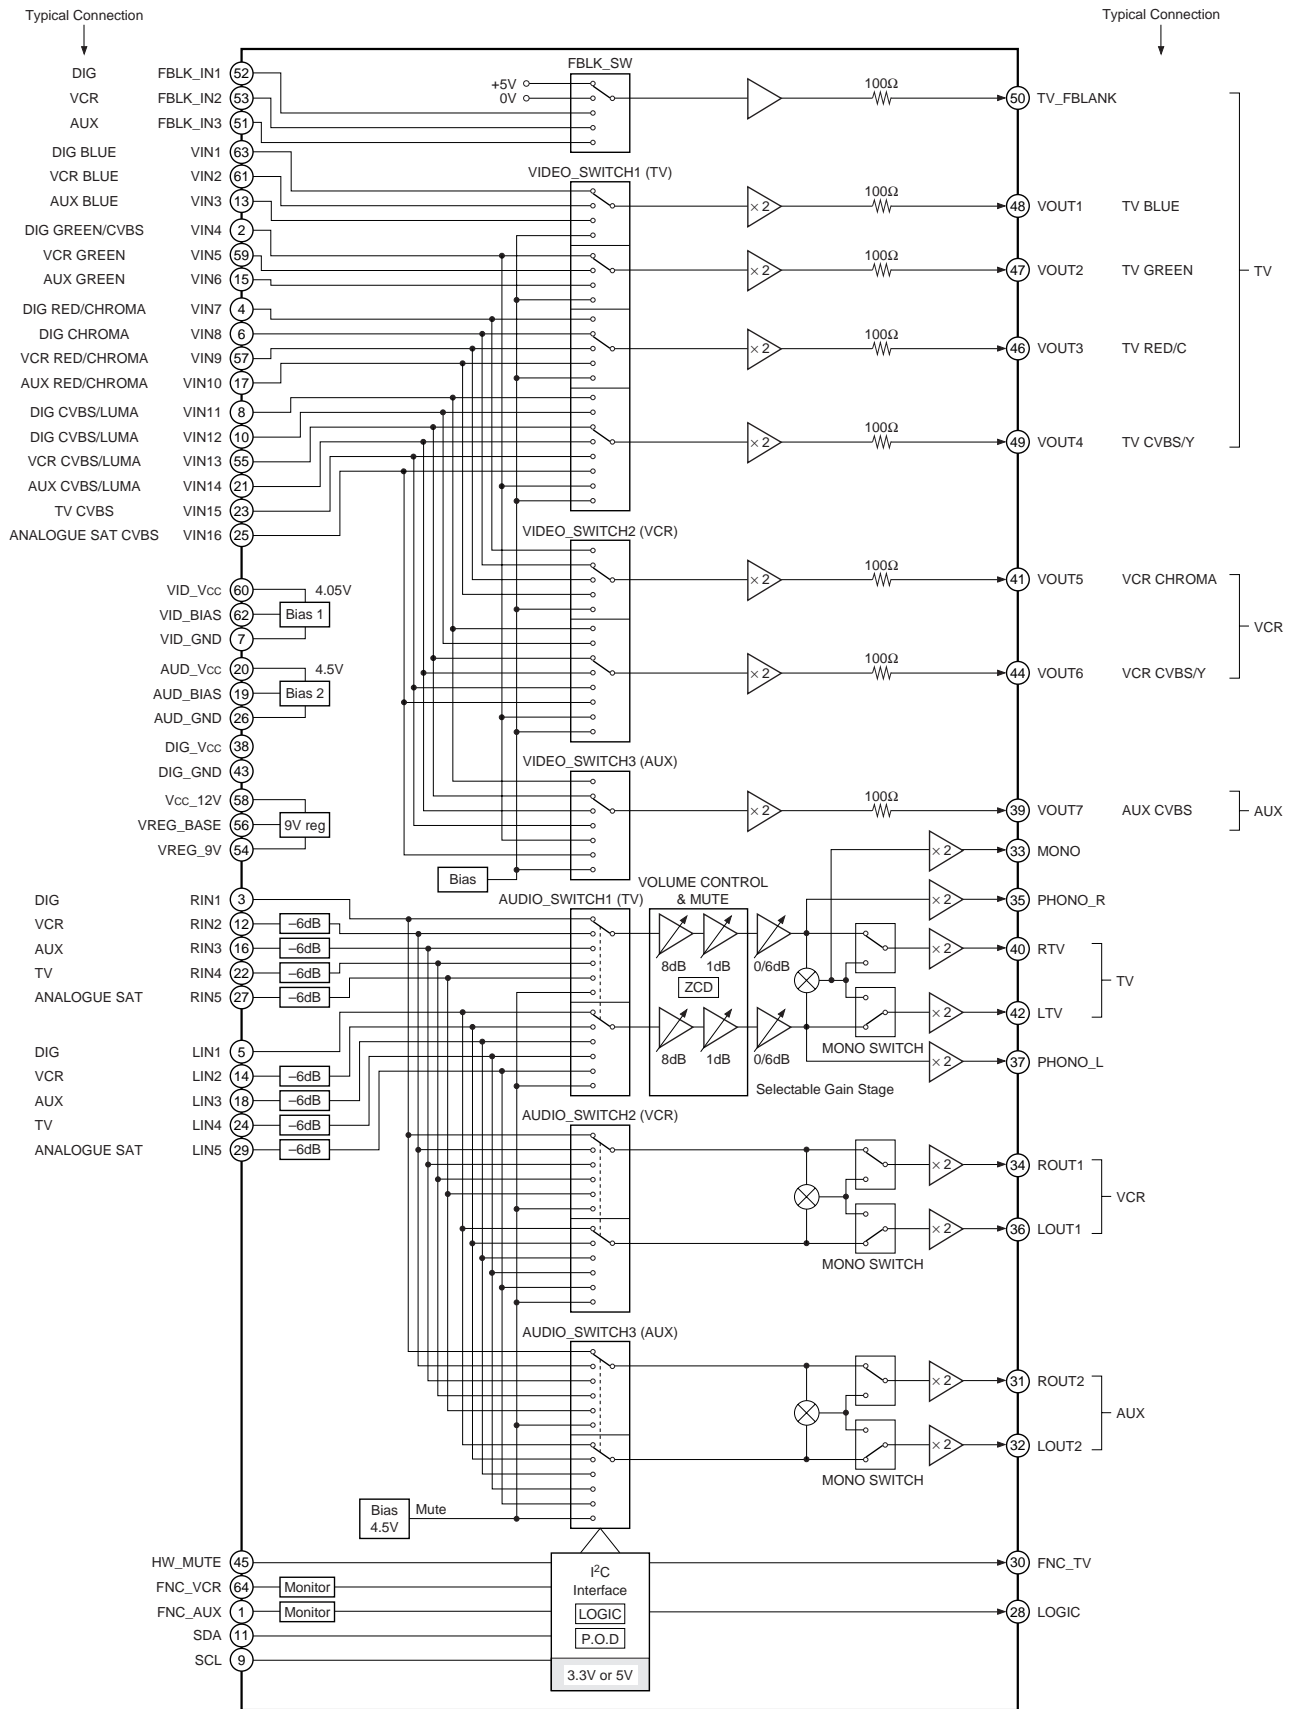 Typical Connection
Typical Connection
DIG FBLK_IN1 52
VCR FBLK_IN2 53
AUX FBLK_IN3 51
DIG BLUE VIN1 63
VCR BLUE VIN2 61
AUX BLUE VIN3 13
DIG GREEN/CVBS VIN4 2
VCR GREEN VIN5 59
AUX GREEN VIN6 15
DIG RED/CHROMA VIN7 4
DIG CHROMA VIN8 6
VCR RED/CHROMA VIN9 57
AUX RED/CHROMA VIN10 17
DIG CVBS/LUMA VIN11 8
DIG CVBS/LUMA VIN12 10
VCR CVBS/LUMA VIN13 55
AUX CVBS/LUMA VIN14 21
TV CVBS VIN15 23
ANALOGUE SAT CVBS VIN16 25
VID_Vcc 60 4.05V
VID_BIAS 62 Bias 1
VID_GND 7
AUD_Vcc 20 4.5V
AUD_BIAS 19 Bias 2
AUD_GND 26
DIG_Vcc 38
DIG_GND 43
Vcc_12V 58
VREG_BASE 56 9V reg
VREG_9V 54
DIG RIN1 3
VCR RIN2 12 –6dB
AUX RIN3 16 –6dB
TV RIN4 22 –6dB
ANALOGUE SAT RIN5 27 –6dB
DIG LIN1 5
VCR LIN2 14 –6dB
AUX LIN3 18 –6dB
TV LIN4 24 –6dB
ANALOGUE SAT LIN5 29 –6dB
HW_MUTE 45
FNC_VCR 64 Monitor
FNC_AUX 1 Monitor
SDA 11
SCL 9
FBLK_SW
+5V
0V
100Ω
50 TV_FBLANK
VIDEO_SWITCH1 (TV)
×2 100Ω 48 VOUT1 TV BLUE
×2 100Ω 47 VOUT2 TV GREEN
TV
×2 100Ω 46 VOUT3 TV RED/C
×2 100Ω 49 VOUT4 TV CVBS/Y
VIDEO_SWITCH2 (VCR)
×2 100Ω 41 VOUT5 VCR CHROMA
VCR
×2 100Ω 44 VOUT6 VCR CVBS/Y
VIDEO_SWITCH3 (AUX)
×2 100Ω 39 VOUT7 AUX CVBS AUX
×2 33 MONO
Bias
AUDIO_SWITCH1 (TV)
VOLUME CONTROL
& MUTE
×2 35 PHONO_R
8dB 1dB 0/6dB
ZCD
×2 40 RTV
TV
×2 42 LTV
8dB 1dB 0/6dB
MONO SWITCH
×2 37 PHONO_L
Selectable Gain Stage
AUDIO_SWITCH2 (VCR)
×2 34 ROUT1
VCR
×2 36 LOUT1
MONO SWITCH
AUDIO_SWITCH3 (AUX)
×2 31 ROUT2
AUX
×2 32 LOUT2
MONO SWITCH
Bias
4.5V
Mute
I2C
Interface
LOGIC
P.O.D
3.3V or 5V
30 FNC_TV
28 LOGIC